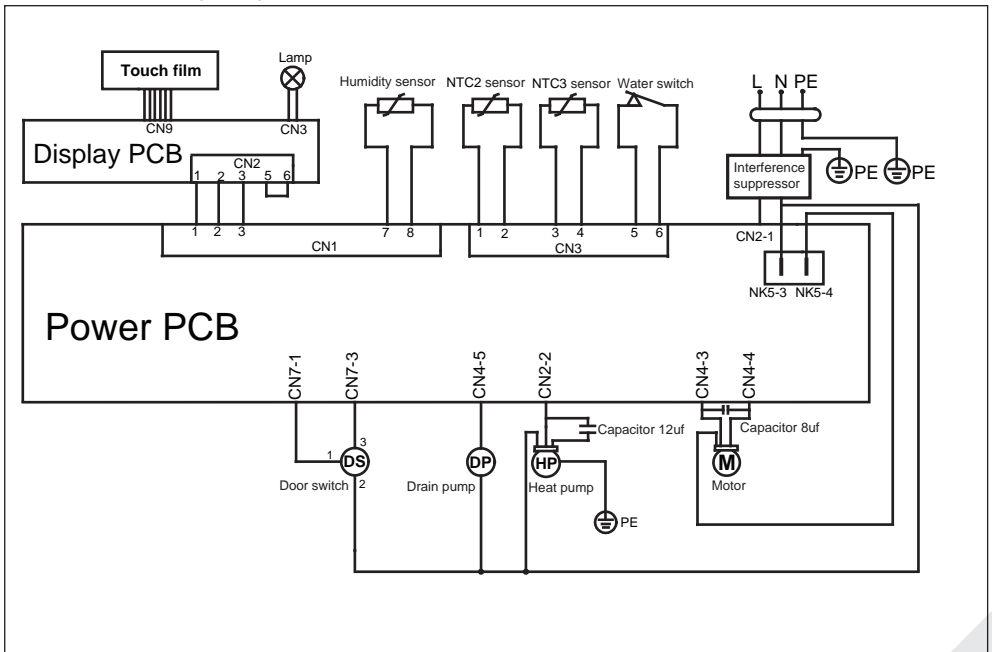 Touch film
Lamp
Humidity sensor
NTC2 sensor
NTC3 sensor
Water switch
L N PE
CN9
CN3
Display PCB
CN2
1 2 3 5 6
Interference
suppressor
PE
PE
1 2 3 7 8
CN1
1 2 3 4 5 6
CN3
CN2-1
NK5-3 NK5-4
Power PCB
CN7-1
CN7-3
CN4-5
CN2-2
CN4-3
CN4-4
Capacitor 12uf
Capacitor 8uf
3
1
DS
2
Door switch
DP
Drain pump
HP
Heat pump
M
Motor
PE